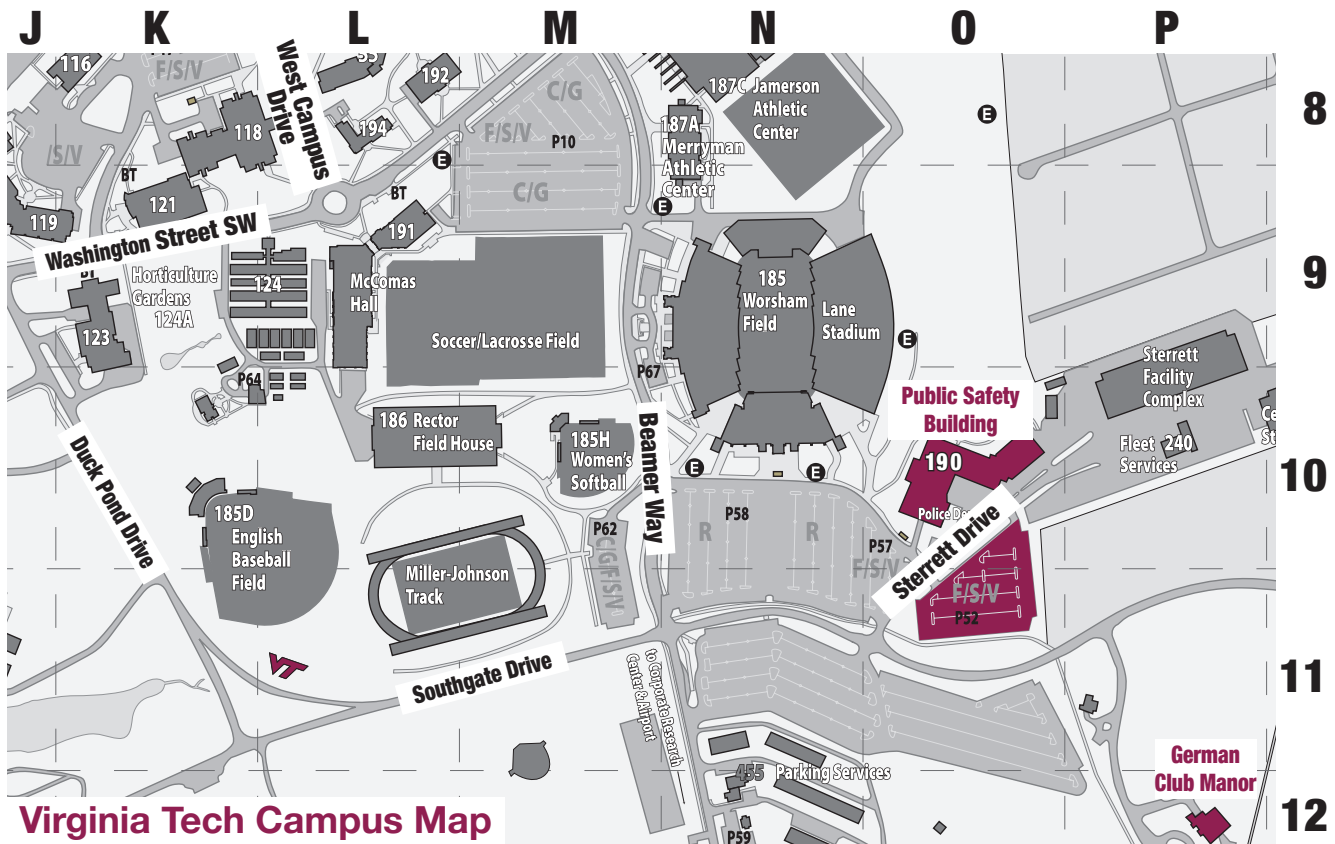 J K L M N O P
8
9
10
11
12
116
F/S/V
West Campus
Drive
192
194
118
/S/V
BT
119
121
BT
191
Washington Street SW
C/G
F/S/V
P10
C/G
E
187C Jamerson
Athletic
Center
187A
Merryman
Athletic
Center
E
E
Horticulture
Gardens
124A
123
124
P64
McComas
Hall
Soccer/Lacrosse Field
P67
185
Worsham
Field
Lane
Stadium
E
Sterrett
Facility
Complex
Fleet 240
Services
Public Safety
Building
190
Sterrett Drive
F/S/V
P52
186 Rector
Field House
185H
Women's
Softball
Beamer Way
E
E
P58
R
R
P57
F/S/V
P62
C/G/F/S/V
Duck Pond Drive
185D
English
Baseball
Field
Miller-Johnson
Track
VT
Southgate Drive
to Corporate Research
Center & Airport
455 Parking Services
P59
German
Club Manor
Virginia Tech Campus Map